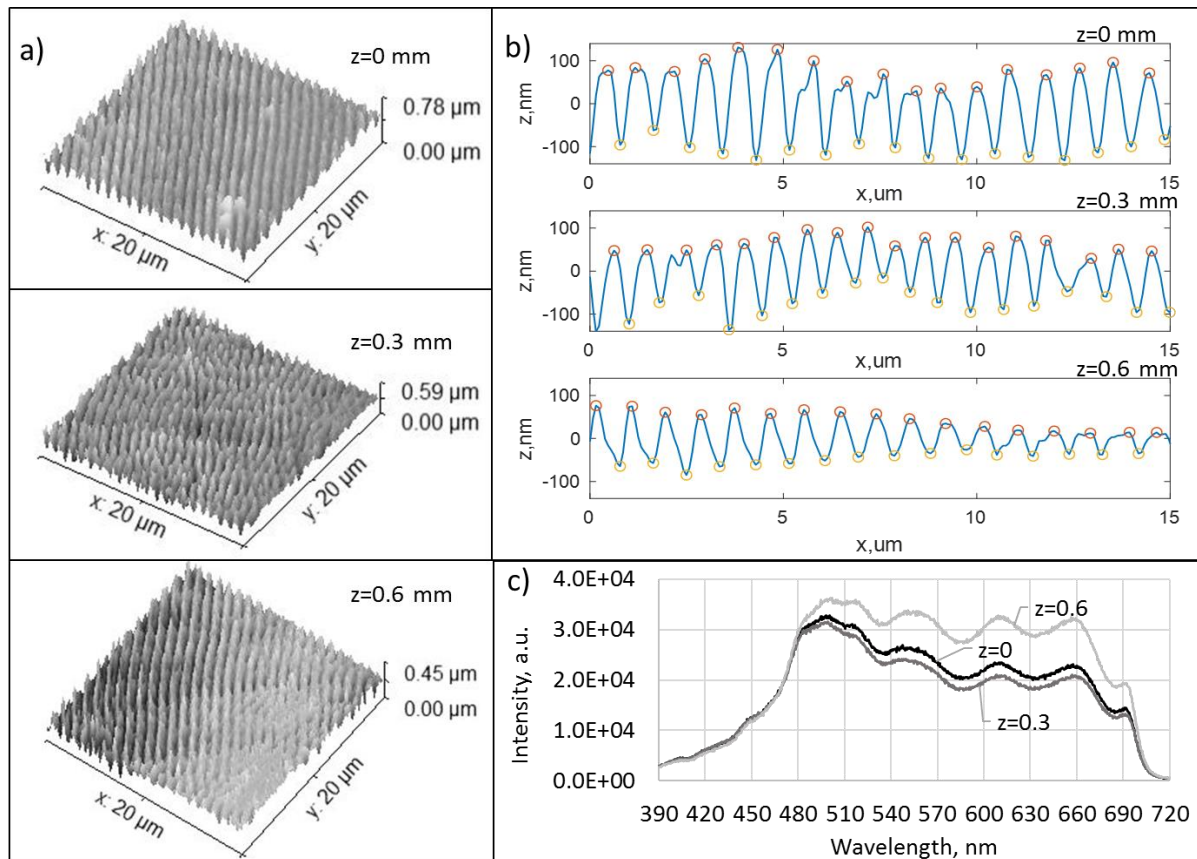 a)
z=0 mm
0.78 µm
0.00 µm
x: 20 µm
y: 20 µm
z=0.3 mm
0.59 µm
0.00 µm
x: 20 µm
y: 20 µm
z=0.6 mm
0.45 µm
0.00 µm
x: 20 µm
y: 20 µm
b)
z=0 mm
z,nm
100
0
-100
0 5 10 15
x,um
z=0.3 mm
z,nm
100
0
-100
0 5 10 15
x,um
z=0.6 mm
z,nm
100
0
-100
0 5 10 15
x,um
c)
Intensity, a.u.
4.0E+04
3.0E+04
2.0E+04
1.0E+04
0.0E+00
z=0.6
z=0
z=0.3
390 420 450 480 510 540 570 600 630 660 690 720
Wavelength, nm